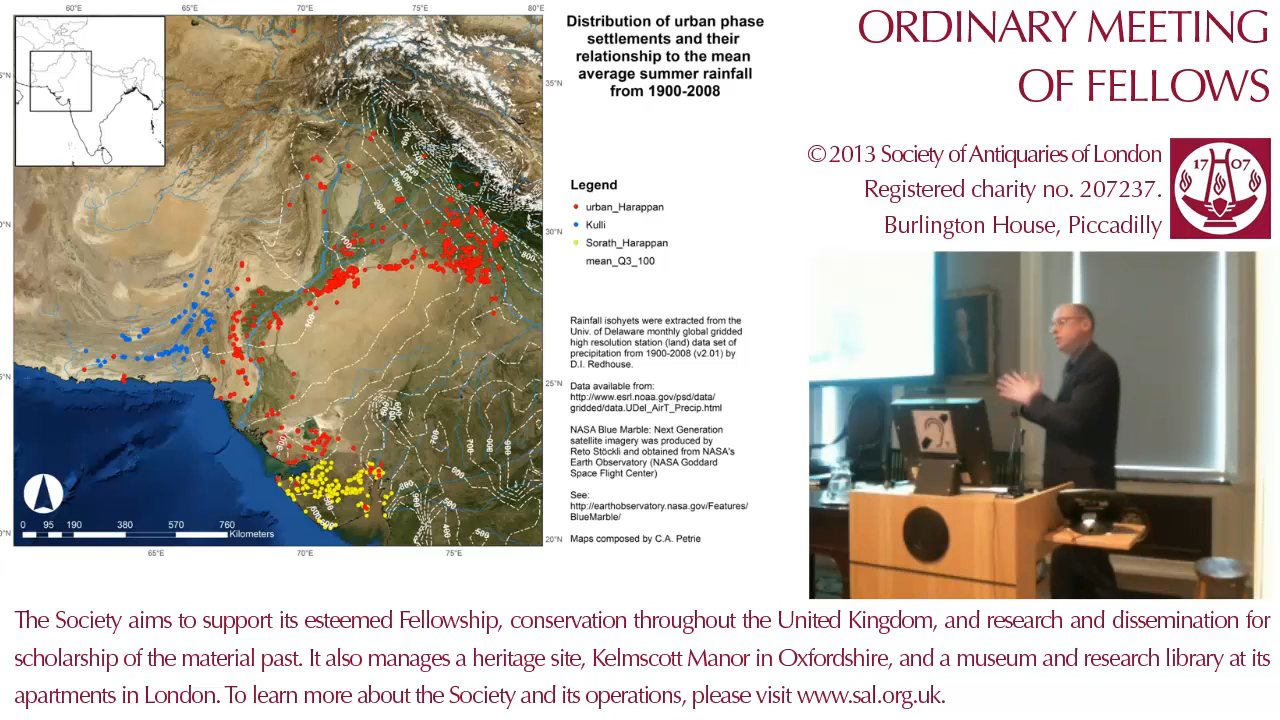 60°E
65°E
70°E
75°E
Distribution of urban phase
settlements and their
relationship to the mean
average summer rainfall
from 1900-2008
35°N
30°N
25°N
20°N
Legend
urban_Harappan
Kulli
Sorath_Harappan
mean_Q3_100
Rainfall isohyets were extracted from the
Univ. of Delaware monthly global gridded
high resolution station (land) data set of
precipitation from 1900-2008 (v2.01) by
D.I. Redhouse.
Data available from:
http://www.esrl.noaa.gov/psd/data/
gridded/data.UDel_AirT_Precip.html
NASA Blue Marble: Next Generation
satellite imagery was produced by
Reto Stöckli and obtained from NASA's
Earth Observatory (NASA Goddard
Space Flight Center)
See:
http://earthobservatory.nasa.gov/Features/
BlueMarble/
Maps composed by C.A. Petrie
0 95 190 380 570 760
Kilometers
65°E
70°E
75°E
ORDINARY MEETING
OF FELLOWS
© 2013 Society of Antiquaries of London
Registered charity no. 207237.
Burlington House, Piccadilly
17 07
The Society aims to support its esteemed Fellowship, conservation throughout the United Kingdom, and research and dissemination for
scholarship of the material past. It also manages a heritage site, Kelmscott Manor in Oxfordshire, and a museum and research library at its
apartments in London. To learn more about the Society and its operations, please visit www.sal.org.uk.